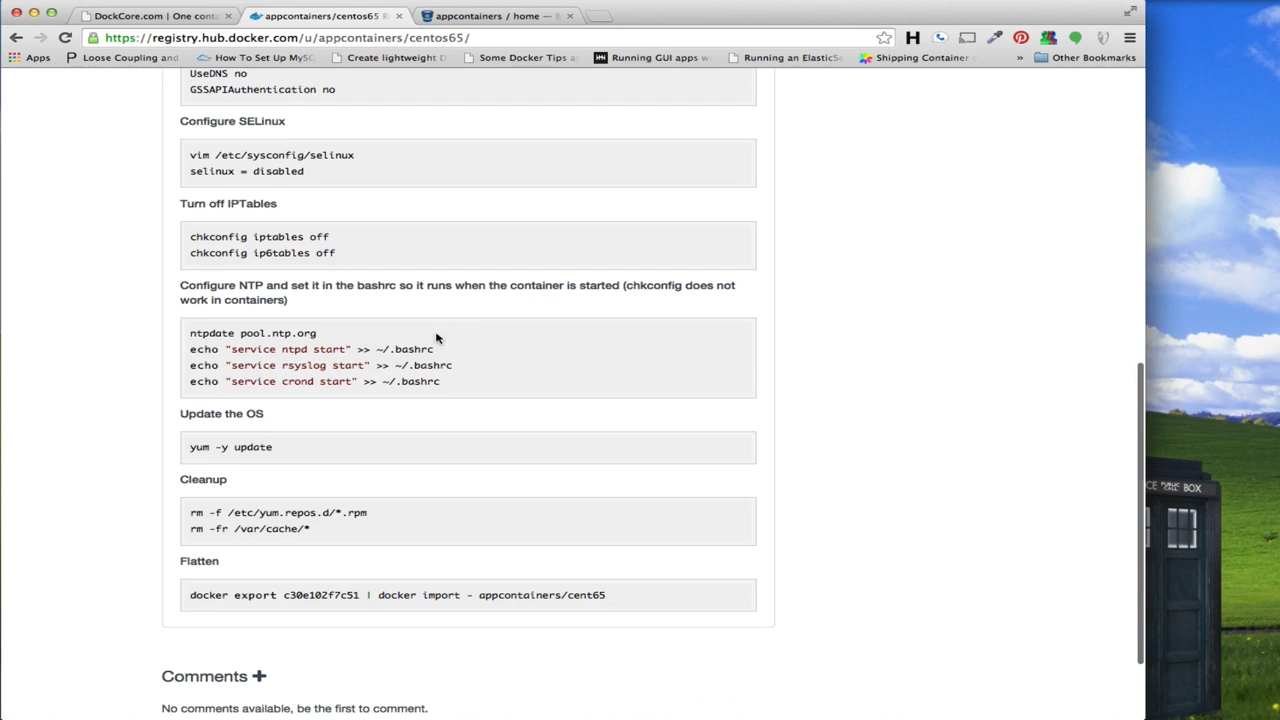 DockCore.com | One conta
appcontainers/centos65 R
appcontainers / home — B
https://registry.hub.docker.com/u/appcontainers/centos65/
Apps
Loose Coupling and
How To Set Up MySQ
Create lightweight D
Some Docker Tips a
Running GUI apps w
Running an ElasticSe
Shipping Container
»
Other Bookmarks
UseDNS no
GSSAPIAuthentication no
Configure SELinux
vim /etc/sysconfig/selinux
selinux = disabled
Turn off IPTables
chkconfig iptables off
chkconfig ip6tables off
Configure NTP and set it in the bashrc so it runs when the container is started (chkconfig does not
work in containers)
ntpdate pool.ntp.org
echo "service ntpd start" >> ~/.bashrc
echo "service rsyslog start" >> ~/.bashrc
echo "service crond start" >> ~/.bashrc
Update the OS
yum -y update
Cleanup
rm -f /etc/yum.repos.d/*.rpm
rm -fr /var/cache/*
Flatten
docker export c30e102f7c51 | docker import - appcontainers/cent65
Comments +
No comments available, be the first to comment.
CE PUBLIC CALL BOX